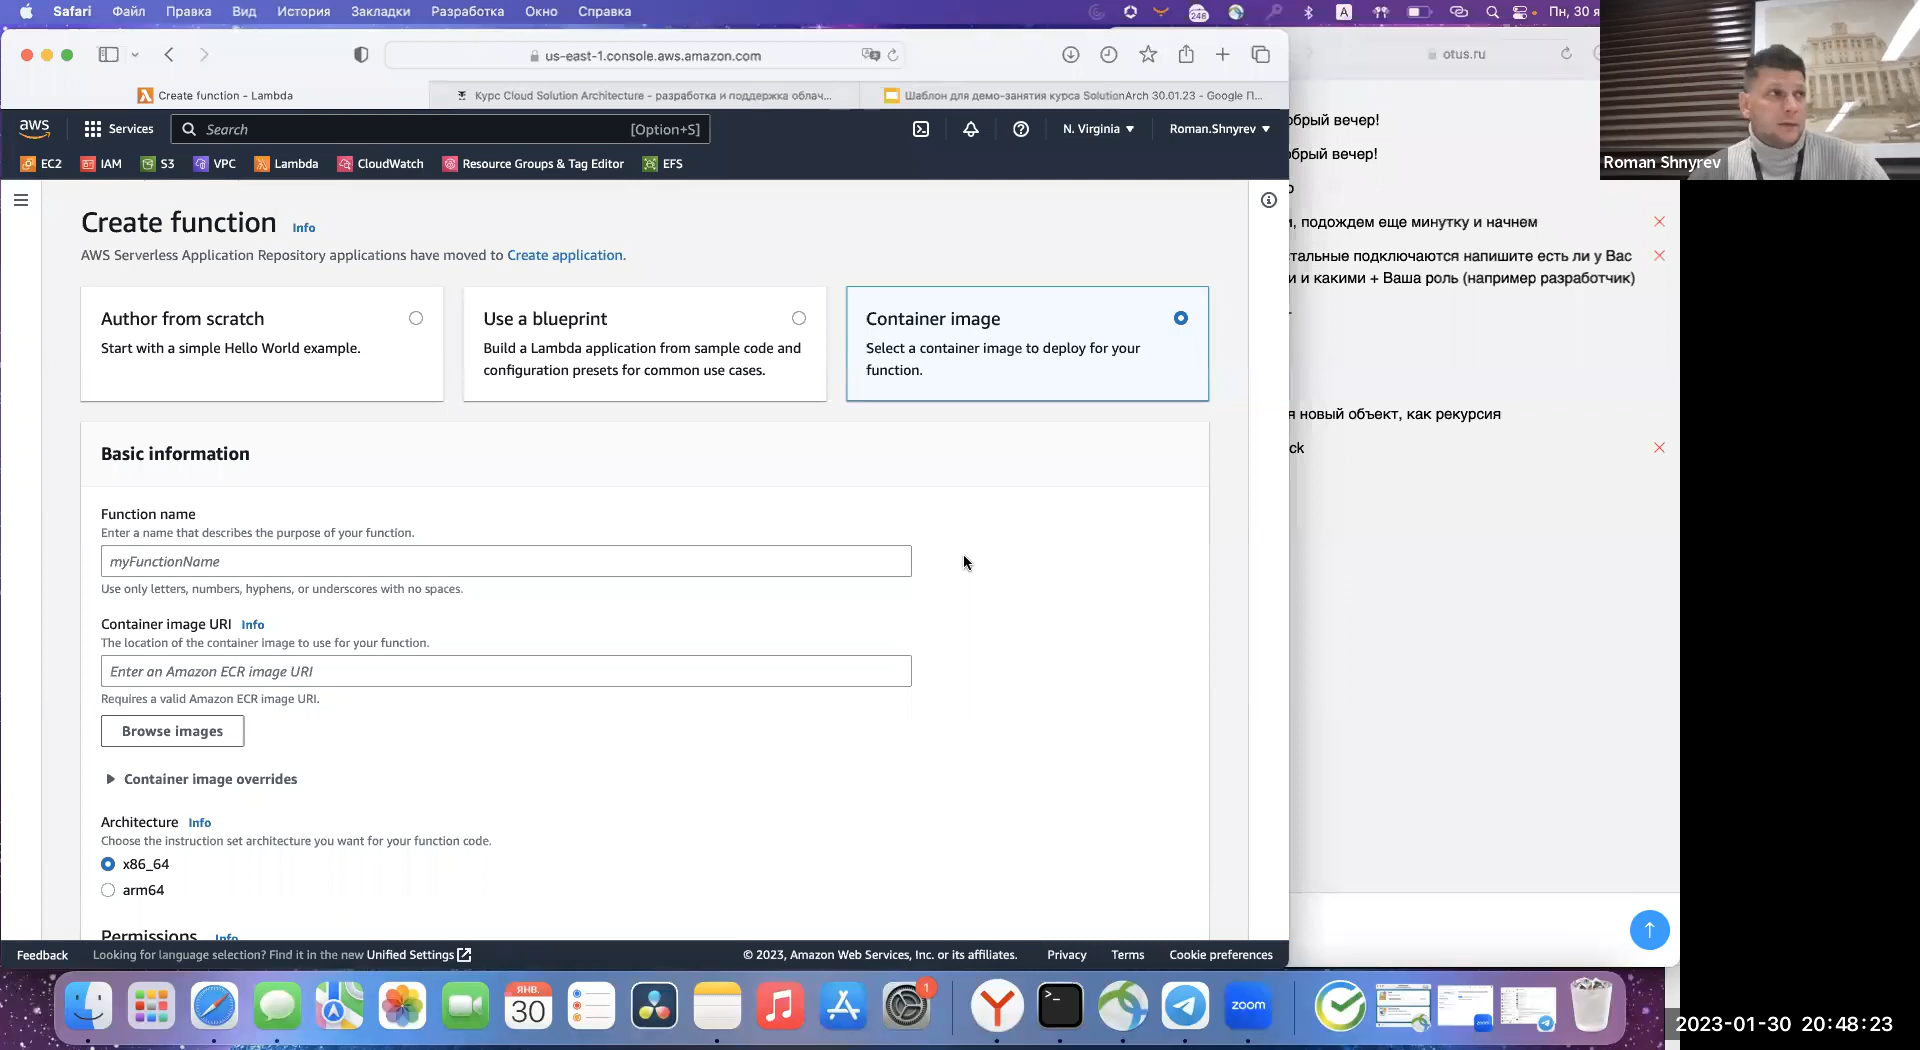 Safari Файл Правка Вид История Закладки Разработка Окно Справка
246 A Пн, 30 я
us-east-1.console.aws.amazon.com
otus.ru
Create function - Lambda
Курс Cloud Solution Architecture - разработка и поддержка облач...
Шаблон для демо-занятия курса SolutionArch 30.01.23 - Google П...
aws Services Search [Option+S] N. Virginia Roman.Shnyrev
EC2 IAM S3 VPC Lambda CloudWatch Resource Groups & Tag Editor EFS
Roman Shnyrev
обрый вечер!
обрый вечер!
о
и, подождем еще минутку и начнем
тальные подключаются напишите есть ли у Вас
и и какими + Ваша роль (например разработчик)
я новый объект, как рекурсия
ck
Create function Info
AWS Serverless Application Repository applications have moved to Create application.
Author from scratch
Start with a simple Hello World example.
Use a blueprint
Build a Lambda application from sample code and
configuration presets for common use cases.
Container image
Select a container image to deploy for your
function.
Basic information
Function name
Enter a name that describes the purpose of your function.
myFunctionName
Use only letters, numbers, hyphens, or underscores with no spaces.
Container image URI Info
The location of the container image to use for your function.
Enter an Amazon ECR image URI
Requires a valid Amazon ECR image URI.
Browse images
Container image overrides
Architecture Info
Choose the instruction set architecture you want for your function code.
x86_64
arm64
Permissions Info
Feedback Looking for language selection? Find it in the new Unified Settings © 2023, Amazon Web Services, Inc. or its affiliates. Privacy Terms Cookie preferences
ЯНВ.
30
1
zoom
2023-01-30 20:48:23